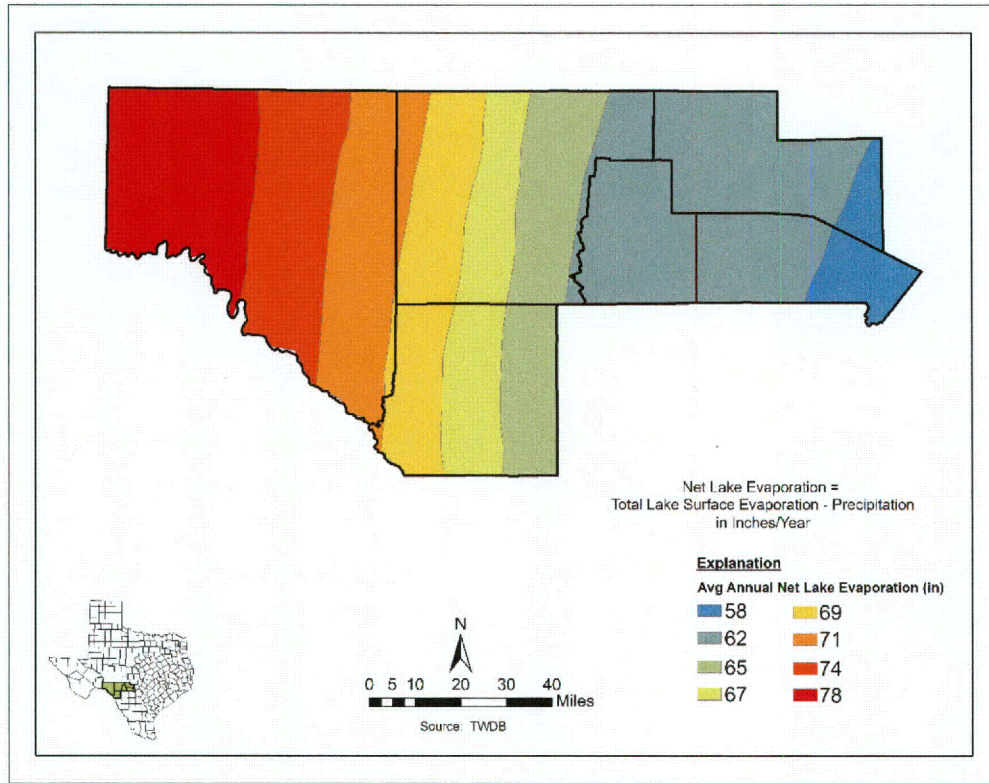 Net Lake Evaporation =
Total Lake Surface Evaporation - Precipitation
in Inches/Year
Explanation
Avg Annual Net Lake Evaporation (in)
58 69
62 71
65 74
67 78
N
0 5 10 20 30 40
Miles
Source: TWDB